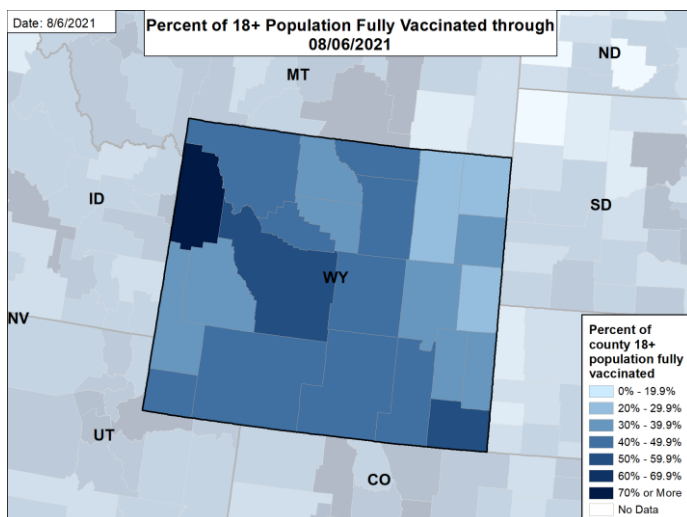 Date: 8/6/2021
Percent of 18+ Population Fully Vaccinated through
08/06/2021
MT
ND
ID
SD
WY
NV
UT
CO
Percent of
county 18+
population fully
vaccinated
0% - 19.9%
20% - 29.9%
30% - 39.9%
40% - 49.9%
50% - 59.9%
60% - 69.9%
70% or More
No Data